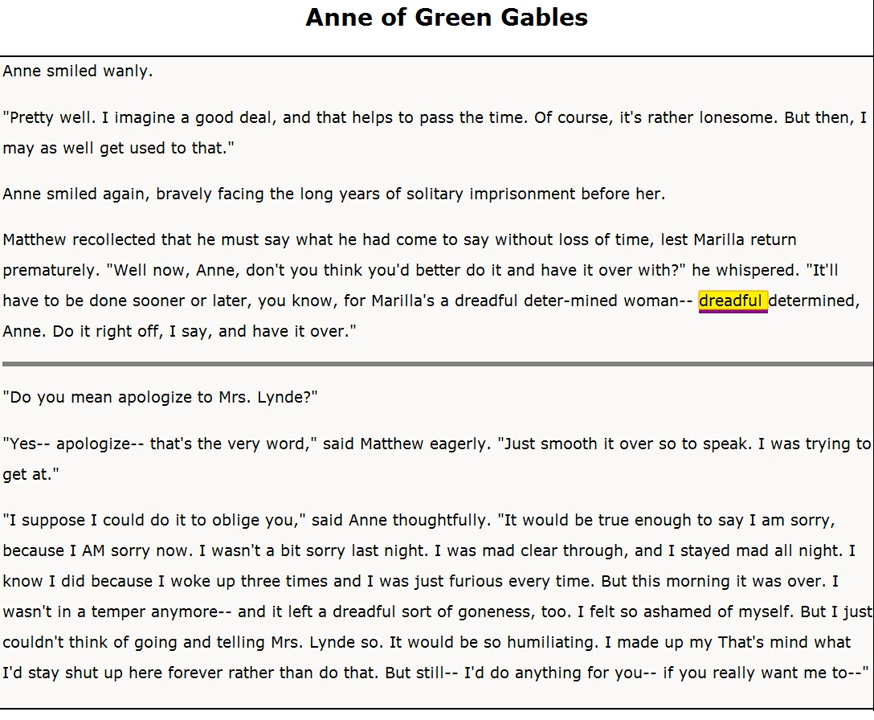 Anne of Green Gables
Anne smiled wanly.
"Pretty well. I imagine a good deal, and that helps to pass the time. Of course, it's rather lonesome. But then, I
may as well get used to that."
Anne smiled again, bravely facing the long years of solitary imprisonment before her.
Matthew recollected that he must say what he had come to say without loss of time, lest Marilla return
prematurely. "Well now, Anne, don't you think you'd better do it and have it over with?" he whispered. "It'll
have to be done sooner or later, you know, for Marilla's a dreadful deter-mined woman-- dreadful determined,
Anne. Do it right off, I say, and have it over."
"Do you mean apologize to Mrs. Lynde?"
"Yes-- apologize-- that's the very word," said Matthew eagerly. "Just smooth it over so to speak. I was trying to
get at."
"I suppose I could do it to oblige you," said Anne thoughtfully. "It would be true enough to say I am sorry,
because I AM sorry now. I wasn't a bit sorry last night. I was mad clear through, and I stayed mad all night. I
know I did because I woke up three times and I was just furious every time. But this morning it was over. I
wasn't in a temper anymore-- and it left a dreadful sort of goneness, too. I felt so ashamed of myself. But I just
couldn't think of going and telling Mrs. Lynde so. It would be so humiliating. I made up my That's mind what
I'd stay shut up here forever rather than do that. But still-- I'd do anything for you-- if you really want me to--"